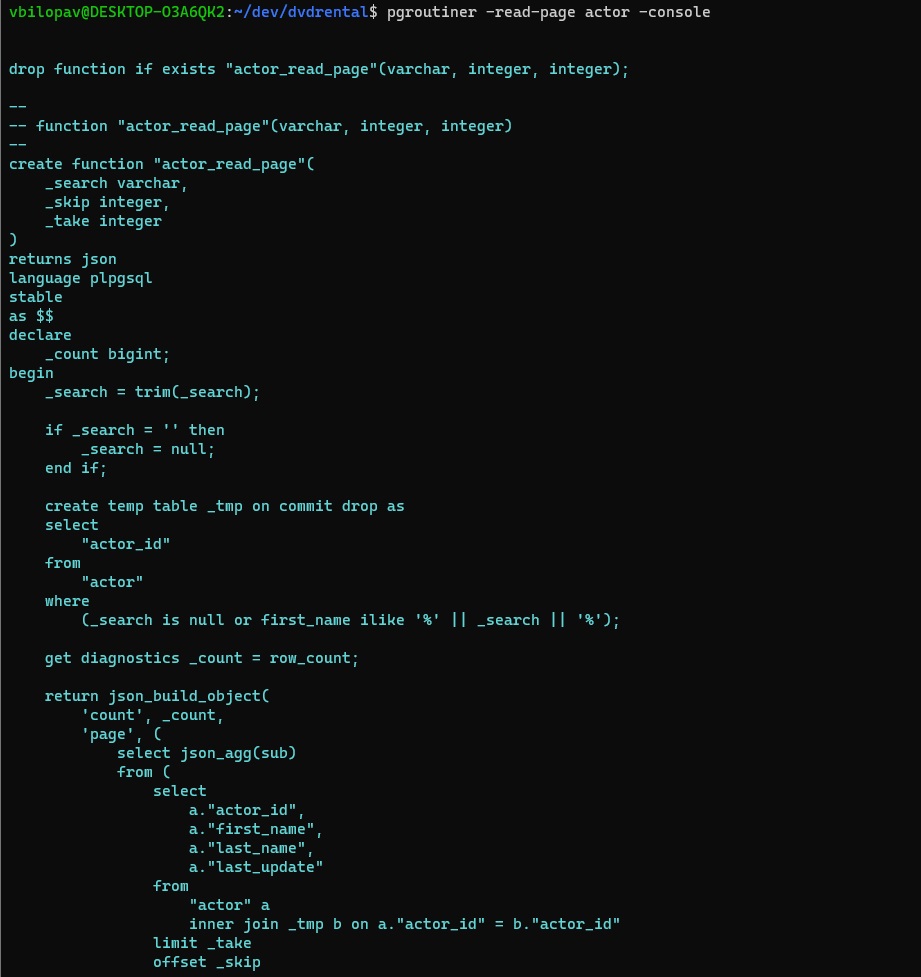 vbilopav@DESKTOP-O3A6QK2:~/dev/dvdrental$ pgroutiner -read-page actor -console
drop function if exists "actor_read_page"(varchar, integer, integer);
--
-- function "actor_read_page"(varchar, integer, integer)
--
create function "actor_read_page"(
    _search varchar,
    _skip integer,
    _take integer
)
returns json
language plpgsql
stable
as $$
declare
    _count bigint;
begin
    _search = trim(_search);
    if _search = '' then
        _search = null;
    end if;
    create temp table _tmp on commit drop as
    select
        "actor_id"
    from
        "actor"
    where
        (_search is null or first_name ilike '%' || _search || '%');
    get diagnostics _count = row_count;
    return json_build_object(
        'count', _count,
        'page', (
            select json_agg(sub)
            from (
                select
                    a."actor_id",
                    a."first_name",
                    a."last_name",
                    a."last_update"
                from
                    "actor" a
                    inner join _tmp b on a."actor_id" = b."actor_id"
                limit _take
                offset _skip